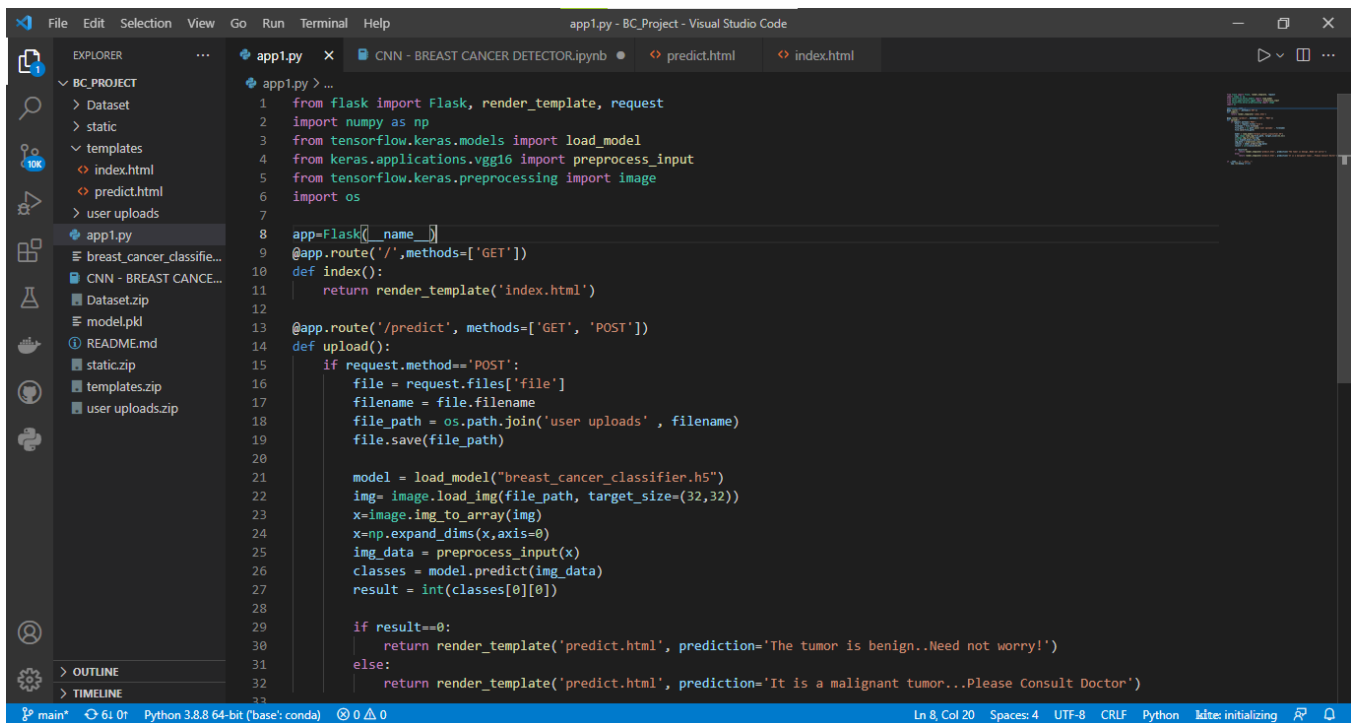 File Edit Selection View Go Run Terminal Help app1.py - BC_Project - Visual Studio Code
EXPLORER ...
app1.py CNN - BREAST CANCER DETECTOR.ipynb predict.html index.html
BC_PROJECT
Dataset
static
templates
index.html
predict.html
user uploads
app1.py
breast_cancer_classifie...
CNN - BREAST CANCE...
Dataset.zip
model.pkl
README.md
static.zip
templates.zip
user uploads.zip
OUTLINE
TIMELINE
1
10K
app1.py > ...
1 from flask import Flask, render_template, request
2 import numpy as np
3 from tensorflow.keras.models import load_model
4 from keras.applications.vgg16 import preprocess_input
5 from tensorflow.keras.preprocessing import image
6 import os
7
8 app=Flask(__name__)
9 @app.route('/',methods=['GET'])
10 def index():
11     return render_template('index.html')
12
13 @app.route('/predict', methods=['GET', 'POST'])
14 def upload():
15     if request.method=='POST':
16         file = request.files['file']
17         filename = file.filename
18         file_path = os.path.join('user uploads' , filename)
19         file.save(file_path)
20
21         model = load_model("breast_cancer_classifier.h5")
22         img= image.load_img(file_path, target_size=(32,32))
23         x=image.img_to_array(img)
24         x=np.expand_dims(x,axis=0)
25         img_data = preprocess_input(x)
26         classes = model.predict(img_data)
27         result = int(classes[0][0])
28
29         if result==0:
30             return render_template('predict.html', prediction='The tumor is benign..Need not worry!')
31         else:
32             return render_template('predict.html', prediction='It is a malignant tumor...Please Consult Doctor')
33
main* 6↓ 0↑ Python 3.8.8 64-bit ('base': conda) 0 0 Ln 8, Col 20 Spaces: 4 UTF-8 CRLF Python kite: initializing